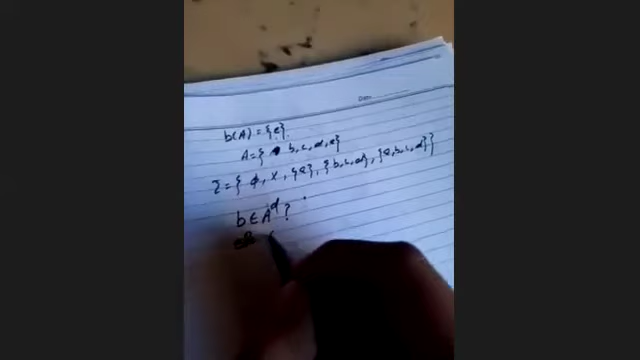 Date
b(A) = {e}
A = { b, c, d, e}
τ = { φ, X, {e}, {b, c, d}, {e, b, c, d} }
b ∈ A^d ?